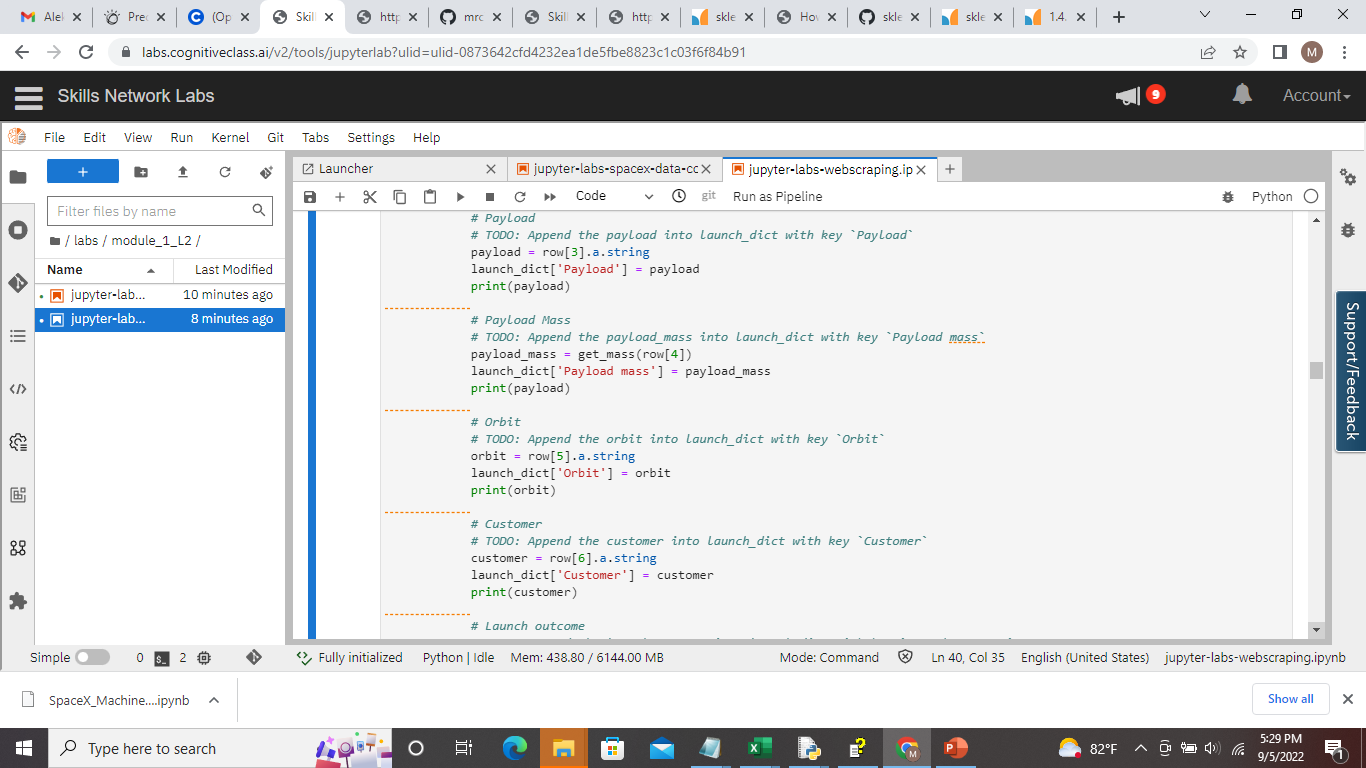 Alek
Prec
(Op
Skill
http
mrc
Skill
http
skle
Hov
skle
skle
1.4.
labs.cognitiveclass.ai/v2/tools/jupyterlab?ulid=ulid-0873642cfd4232ea1de5fbe8823c1c03f6f84b91
M
Skills Network Labs
9
Account
File Edit View Run Kernel Git Tabs Settings Help
+
Launcher
jupyter-labs-spacex-data-cc
jupyter-labs-webscraping.ip
Filter files by name
Code
git
Run as Pipeline
Python
/ labs / module_1_L2 /
Name Last Modified
jupyter-lab... 10 minutes ago
jupyter-lab... 8 minutes ago
# Payload
# TODO: Append the payload into launch_dict with key `Payload`
payload = row[3].a.string
launch_dict['Payload'] = payload
print(payload)
# Payload Mass
# TODO: Append the payload_mass into launch_dict with key `Payload mass`
payload_mass = get_mass(row[4])
launch_dict['Payload mass'] = payload_mass
print(payload)
# Orbit
# TODO: Append the orbit into launch_dict with key `Orbit`
orbit = row[5].a.string
launch_dict['Orbit'] = orbit
print(orbit)
# Customer
# TODO: Append the customer into launch_dict with key `Customer`
customer = row[6].a.string
launch_dict['Customer'] = customer
print(customer)
# Launch outcome
Support/Feedback
Simple 0 2 Fully initialized Python | Idle Mem: 438.80 / 6144.00 MB Mode: Command Ln 40, Col 35 English (United States) jupyter-labs-webscraping.ipynb
SpaceX_Machine....ipynb
Show all
Type here to search
82°F
5:29 PM
9/5/2022
1